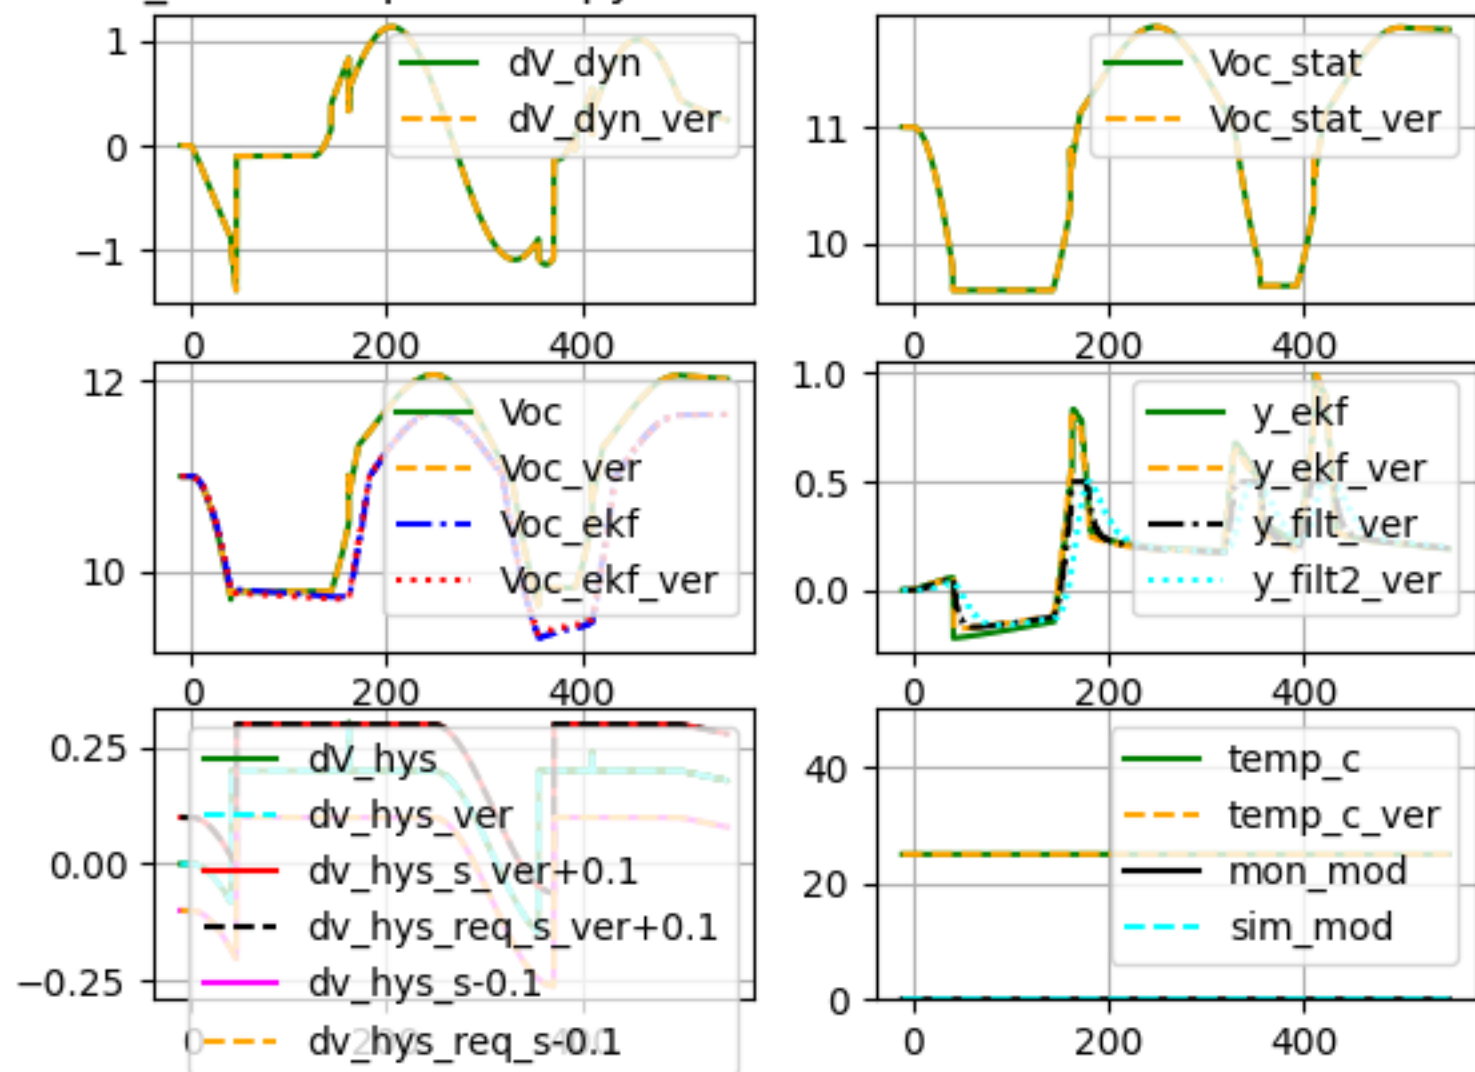 1
0
−1
0
200
400
dV_dyn
dV_dyn_ver
11
10
0
200
400
Voc_stat
Voc_stat_ver
12
10
0
200
400
Voc
Voc_ver
Voc_ekf
Voc_ekf_ver
1.0
0.5
0.0
0
200
400
y_ekf
y_ekf_ver
y_filt_ver
y_filt2_ver
0.25
0.00
−0.25
0
200
400
dV_hys
dv_hys_ver
dv_hys_s_ver+0.1
dv_hys_req_s_ver+0.1
dv_hys_s-0.1
dv_hys_req_s-0.1
40
20
0
0
200
400
temp_c
temp_c_ver
mon_mod
sim_mod